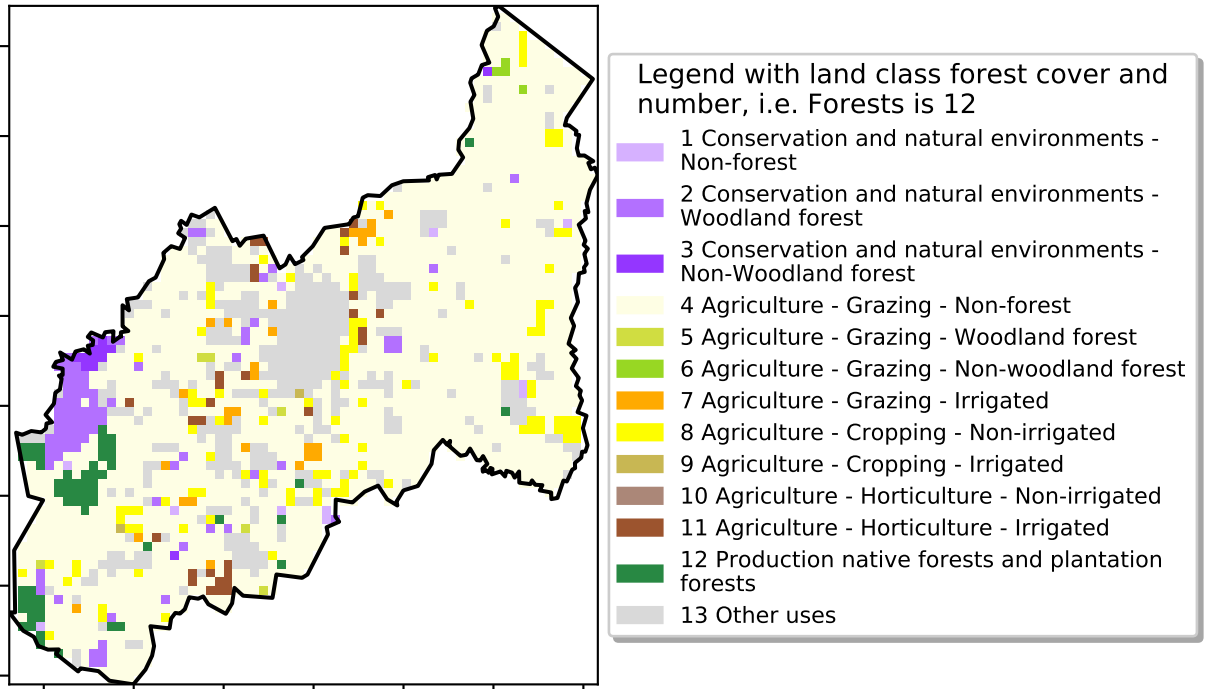 Legend with land class forest cover and
number, i.e. Forests is 12
1 Conservation and natural environments -
Non-forest
2 Conservation and natural environments -
Woodland forest
3 Conservation and natural environments -
Non-Woodland forest
4 Agriculture - Grazing - Non-forest
5 Agriculture - Grazing - Woodland forest
6 Agriculture - Grazing - Non-woodland forest
7 Agriculture - Grazing - Irrigated
8 Agriculture - Cropping - Non-irrigated
9 Agriculture - Cropping - Irrigated
10 Agriculture - Horticulture - Non-irrigated
11 Agriculture - Horticulture - Irrigated
12 Production native forests and plantation
forests
13 Other uses